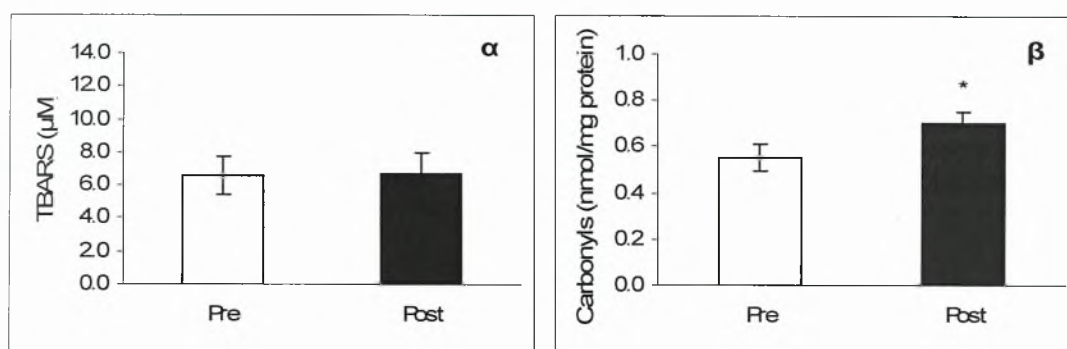 α
TBARS (μM)
14.0
12.0
10.0
8.0
6.0
4.0
2.0
0.0
Pre
Post
β
Carbonyls (nmol/mg protein)
1.0
0.8
0.6
0.4
0.2
0.0
*
Pre
Post